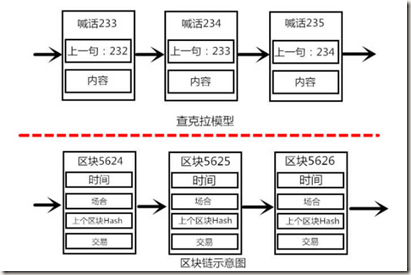 喊话233 喊话234 喊话235
上一句：232 上一句：233 上一句：234
内容 内容 内容
查克拉模型
区块5624 区块5625 区块5626
时间 时间 时间
场合 场合 场合
上个区块Hash 上个区块Hash 上个区块Hash
交易 交易 交易
区块链示意图